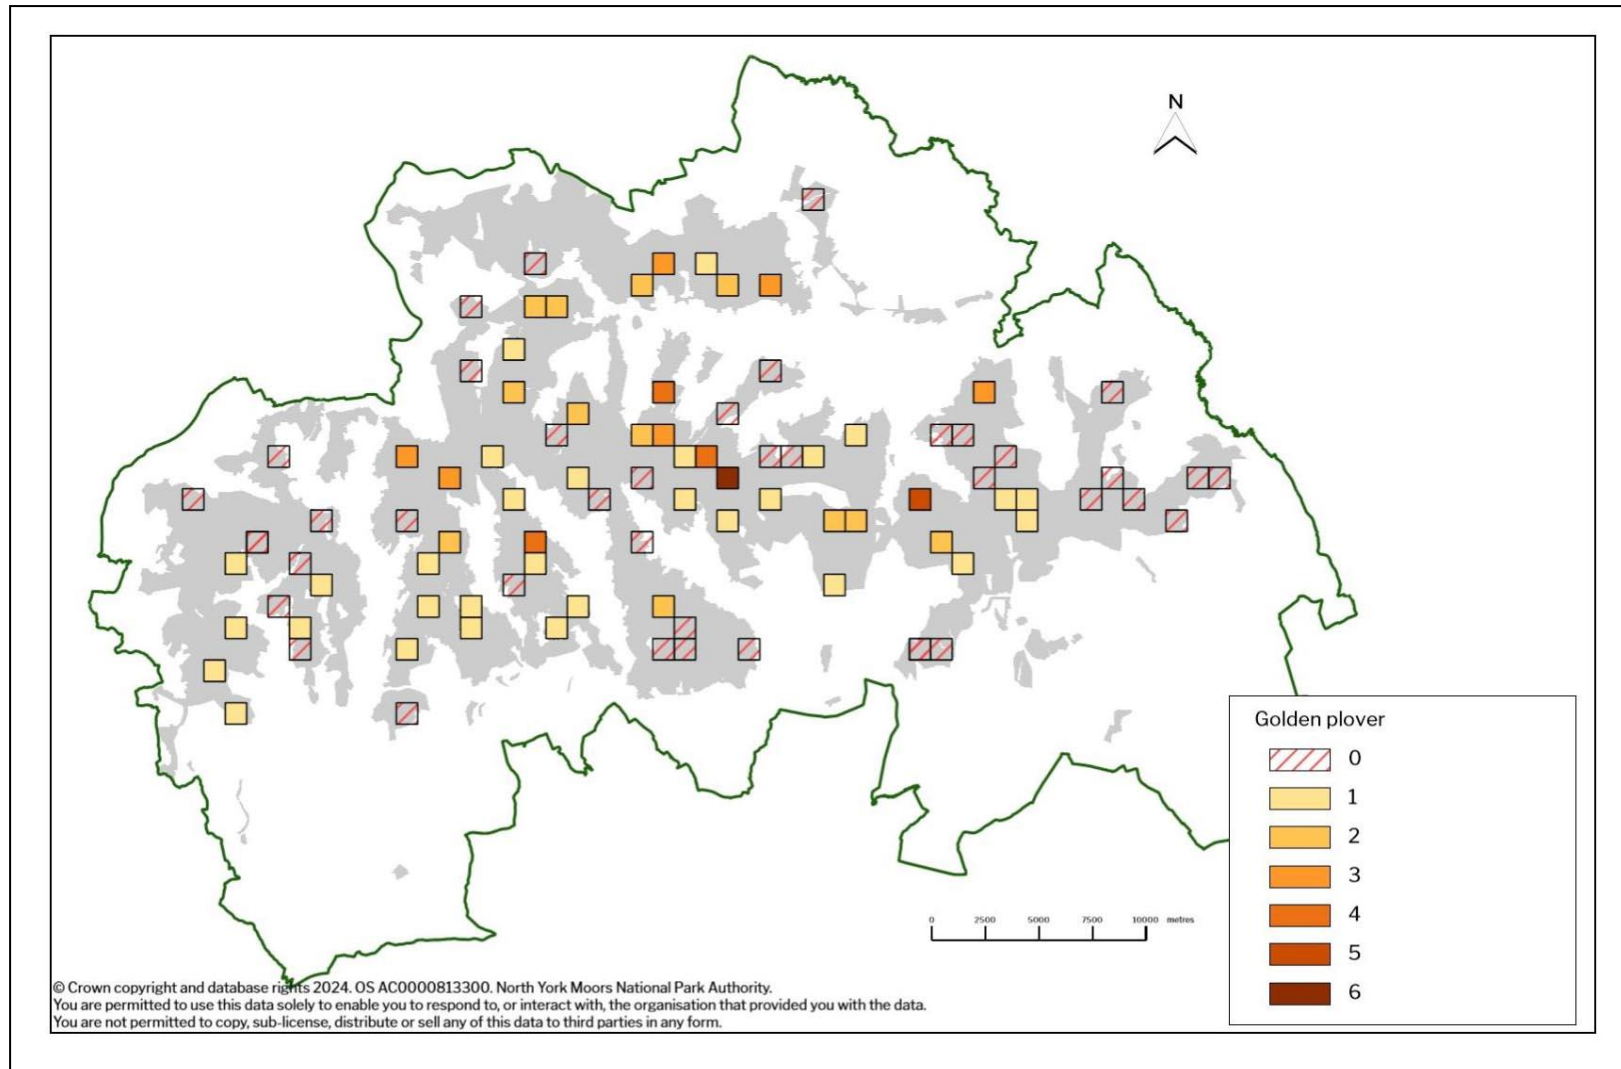 N
Golden plover
0
1
2
3
4
5
6
0 2500 5000 7500 10000 metres
© Crown copyright and database rights 2024. OS AC0000813300. North York Moors National Park Authority.
You are permitted to use this data solely to enable you to respond to, or interact with, the organisation that provided you with the data.
You are not permitted to copy, sub-license, distribute or sell any of this data to third parties in any form.